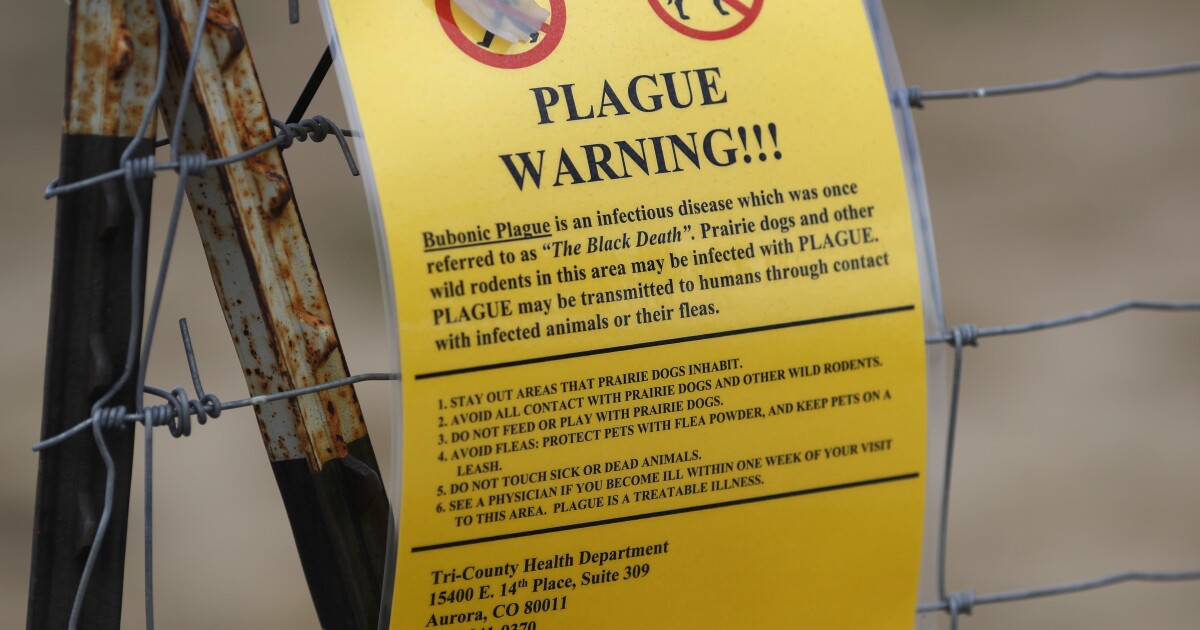 PLAGUE
WARNING!!!
Bubonic Plague is an infectious disease which was once
referred to as “The Black Death”. Prairie dogs and other
wild rodents in this area may be infected with PLAGUE.
PLAGUE may be transmitted to humans through contact
with infected animals or their fleas.
1. STAY OUT AREAS THAT PRAIRIE DOGS INHABIT.
2. AVOID ALL CONTACT WITH PRAIRIE DOGS AND OTHER WILD RODENTS.
3. DO NOT FEED OR PLAY WITH PRAIRIE DOGS.
4. AVOID FLEAS: PROTECT PETS WITH FLEA POWDER, AND KEEP PETS ON A
LEASH.
5. DO NOT TOUCH SICK OR DEAD ANIMALS.
6. SEE A PHYSICIAN IF YOU BECOME ILL WITHIN ONE WEEK OF YOUR VISIT
TO THIS AREA. PLAGUE IS A TREATABLE ILLNESS.
Tri-County Health Department
15400 E. 14th Place, Suite 309
Aurora, CO 80011